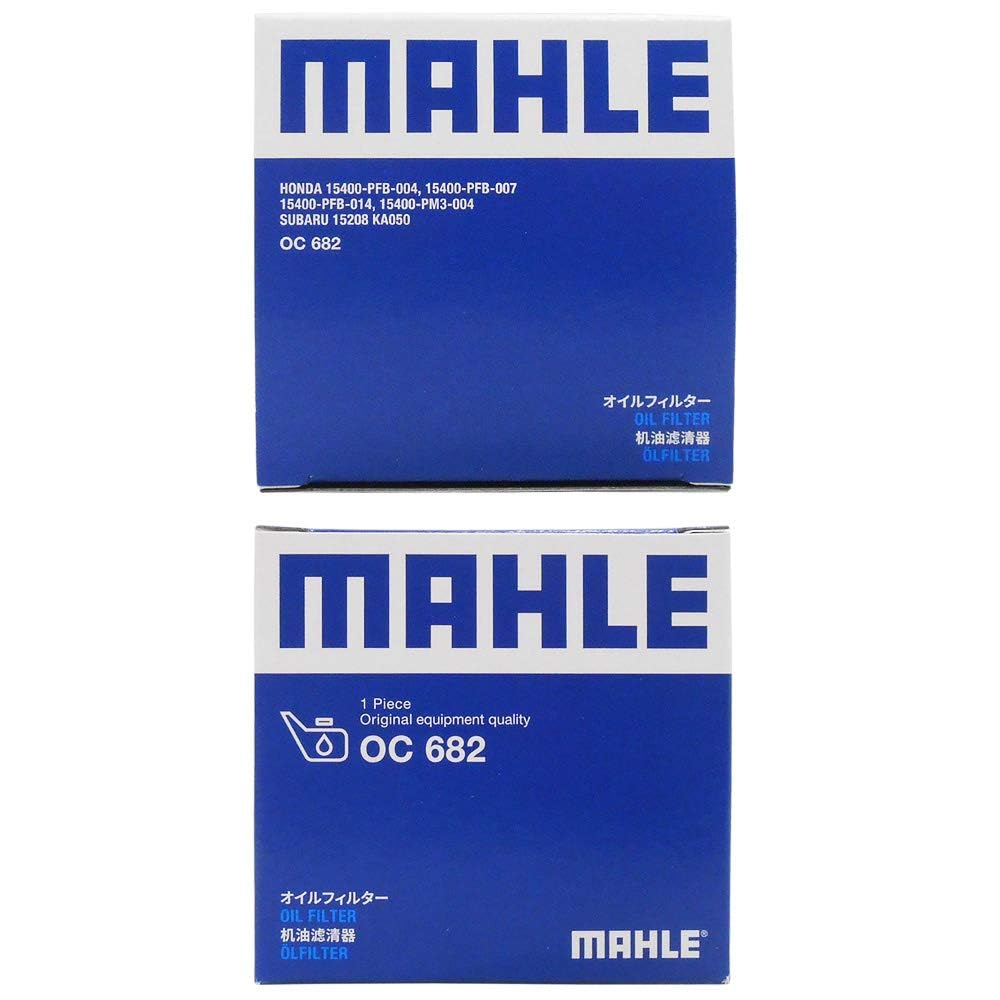 MAHLE
HONDA 15400-PFB-004, 15400-PFB-007
15400-PFB-014, 15400-PM3-004
SUBARU 15208 KA050
OC 682
オイルフィルター
OIL FILTER
机油滤清器
ÖLFILTER
MAHLE
1 Piece
Original equipment quality
OC 682
オイルフィルター
OIL FILTER
机油滤清器
ÖLFILTER
MAHLE®